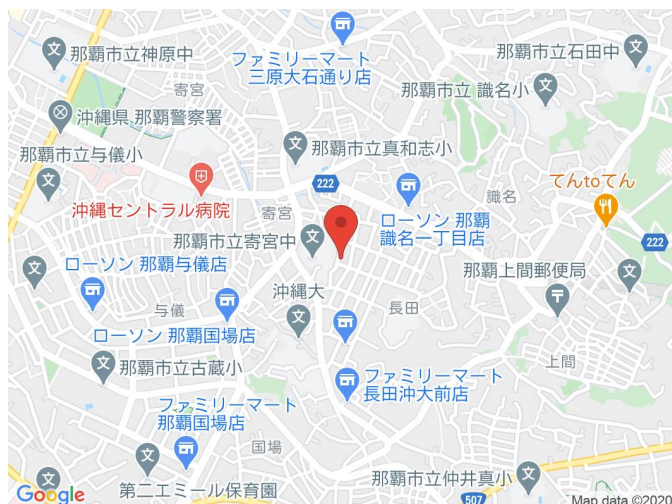 那覇市立神原中
ファミリーマート
三原大石通り店
那覇市立石田中
寄宮
那覇市立 識名小
沖縄県 那覇警察署
那覇市立真和志小
那覇市立与儀小
222
沖縄セントラル病院
寄宮
識名
てんtoてん
ローソン 那覇
識名一丁目店
那覇市立寄宮中
222
ローソン 那覇与儀店
那覇上間郵便局
沖縄大
与儀
長田
ローソン 那覇国場店
上間
那覇市立古蔵小
ファミリーマート
長田沖大前店
ファミリーマート
那覇国場店
国場
那覇市立仲井真小
第二エミール保育園
507
Google
Map data ©2020
文